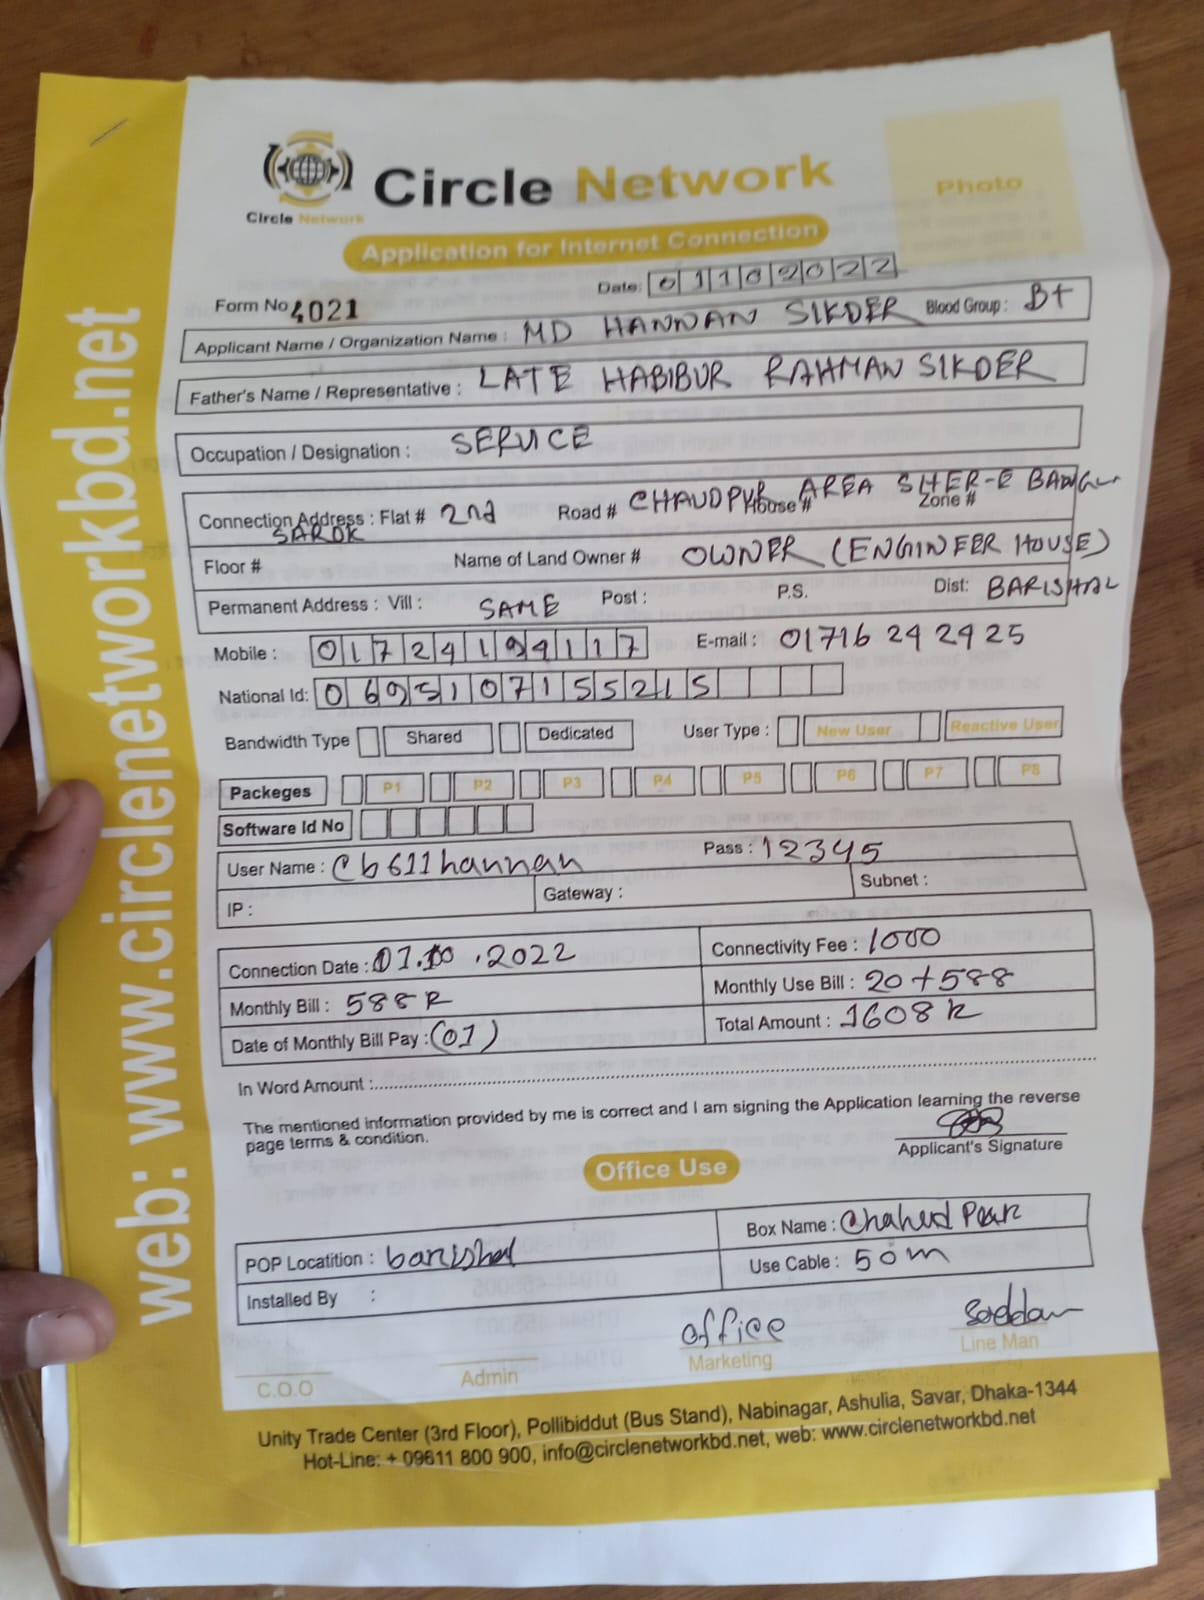 web: www.circlenetworkbd.net
Circle Network
Circle Network
Photo
Application for Internet Connection
Date: 01102022
Form No 4021
Applicant Name / Organization Name : MD HANNAN SIKDER Blood Group : B+
Father's Name / Representative : LATE HABIBUR RAHMAN SIKDER
Occupation / Designation : SERVICE
Connection Address : Flat # 2nd Road # CHAUDPUR House # AREA SHER-E BANGLA Zone #
SAROK
Floor # Name of Land Owner # OWNER (ENGINEER HOUSE)
Permanent Address : Vill : SAME Post : P.S. Dist: BARISHAL
Mobile : 01724194117 E-mail : 01716 24 24 25
National Id: 0695107155215
Bandwidth Type Shared Dedicated User Type : New User Reactive User
Packeges P1 P2 P3 P4 P5 P6 P7 P8
Software Id No
User Name : cb611hannan Pass : 12345
IP : Gateway : Subnet :
Connection Date : 01.10.2022 Connectivity Fee : 1000
Monthly Bill : 588 Monthly Use Bill : 20+588
Date of Monthly Bill Pay : (01) Total Amount : 1608
In Word Amount :
The mentioned information provided by me is correct and I am signing the Application learning the reverse
page terms & condition.
Applicant's Signature
Office Use
POP Locatition : barishal Box Name :
Installed By : Use Cable : 50m
office saddam
C.O.O Admin Marketing Line Man
Unity Trade Center (3rd Floor), Pollibiddut (Bus Stand), Nabinagar, Ashulia, Savar, Dhaka-1344
Hot-Line: + 09611 800 900, info@circlenetworkbd.net, web: www.circlenetworkbd.net